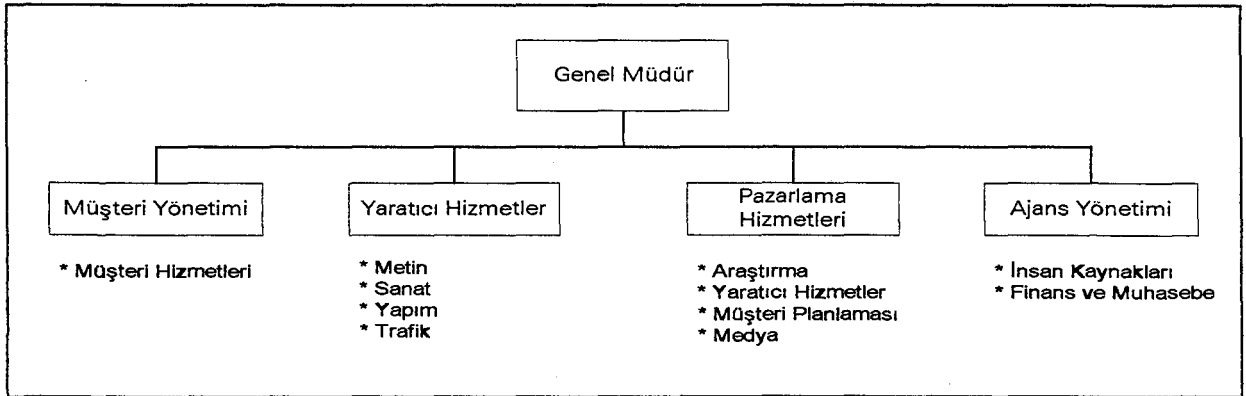 Genel Müdür
Müşteri Yönetimi
Yaratıcı Hizmetler
Pazarlama
Hizmetleri
Ajans Yönetimi
* Müşteri Hizmetleri
* Metin
* Sanat
* Yapım
* Trafik
* Araştırma
* Yaratıcı Hizmetler
* Müşteri Planlaması
* Medya
* İnsan Kaynakları
* Finans ve Muhasebe